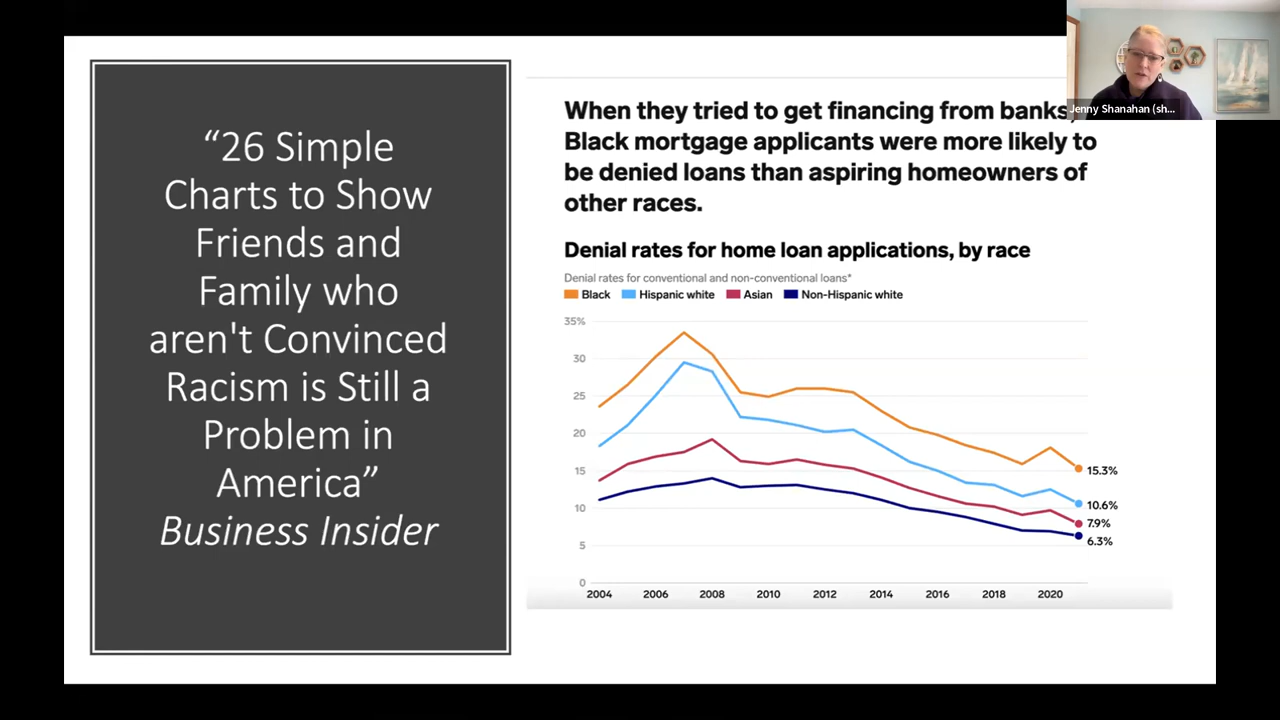 “26 Simple
Charts to Show
Friends and
Family who
aren't Convinced
Racism is Still a
Problem in
America”
Business Insider
When they tried to get financing from banks,
Black mortgage applicants were more likely to
be denied loans than aspiring homeowners of
other races.
Denial rates for home loan applications, by race
Denial rates for conventional and non-conventional loans*
Black Hispanic white Asian Non-Hispanic white
35%
30
25
20
15
10
5
0
15.3%
10.6%
7.9%
6.3%
2004 2006 2008 2010 2012 2014 2016 2018 2020
Jenny Shanahan (sh...